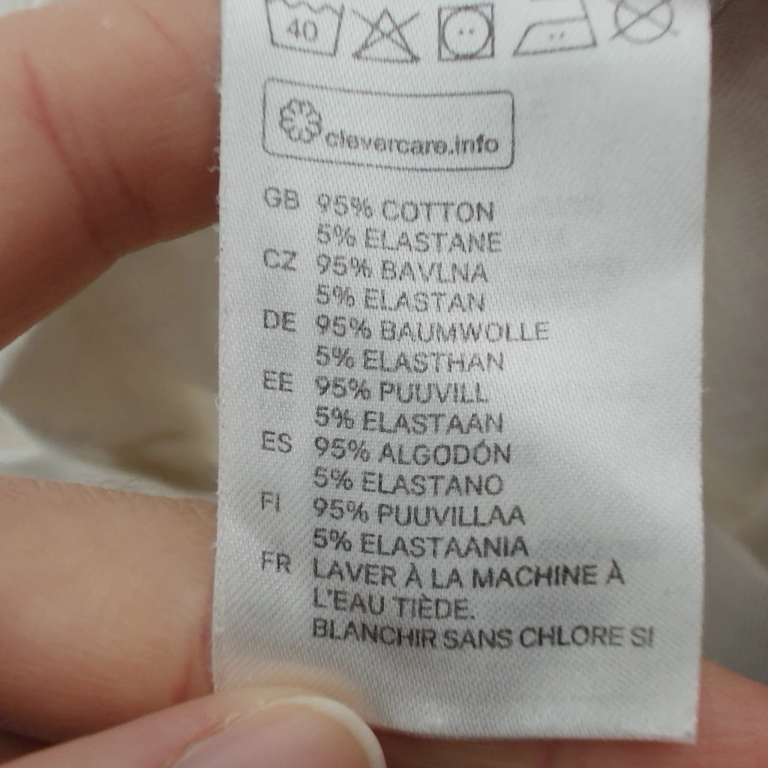 40
clevercare.info
GB 95% COTTON
5% ELASTANE
CZ 95% BAVLNA
5% ELASTAN
DE 95% BAUMWOLLE
5% ELASTHAN
EE 95% PUUVILL
5% ELASTAAN
ES 95% ALGODÓN
5% ELASTANO
FI 95% PUUVILLAA
5% ELASTAANIA
FR LAVER À LA MACHINE À
L'EAU TIÈDE.
BLANCHIR SANS CHLORE SI